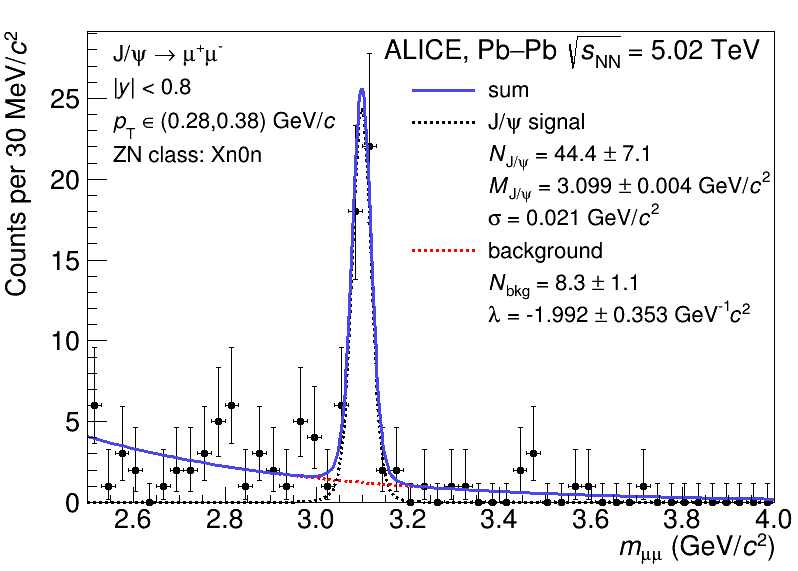 J/ψ → μ⁺μ⁻
|y| < 0.8
p_T ∈ (0.28,0.38) GeV/c
ZN class: Xn0n
ALICE, Pb–Pb √s_NN = 5.02 TeV
sum
J/ψ signal
N_J/ψ = 44.4 ± 7.1
M_J/ψ = 3.099 ± 0.004 GeV/c²
σ = 0.021 GeV/c²
background
N_bkg = 8.3 ± 1.1
λ = -1.992 ± 0.353 GeV⁻¹c²
Counts per 30 MeV/c²
25
20
15
10
5
0
2.6 2.8 3.0 3.2 3.4 3.6 3.8 4.0
m_μμ (GeV/c²)